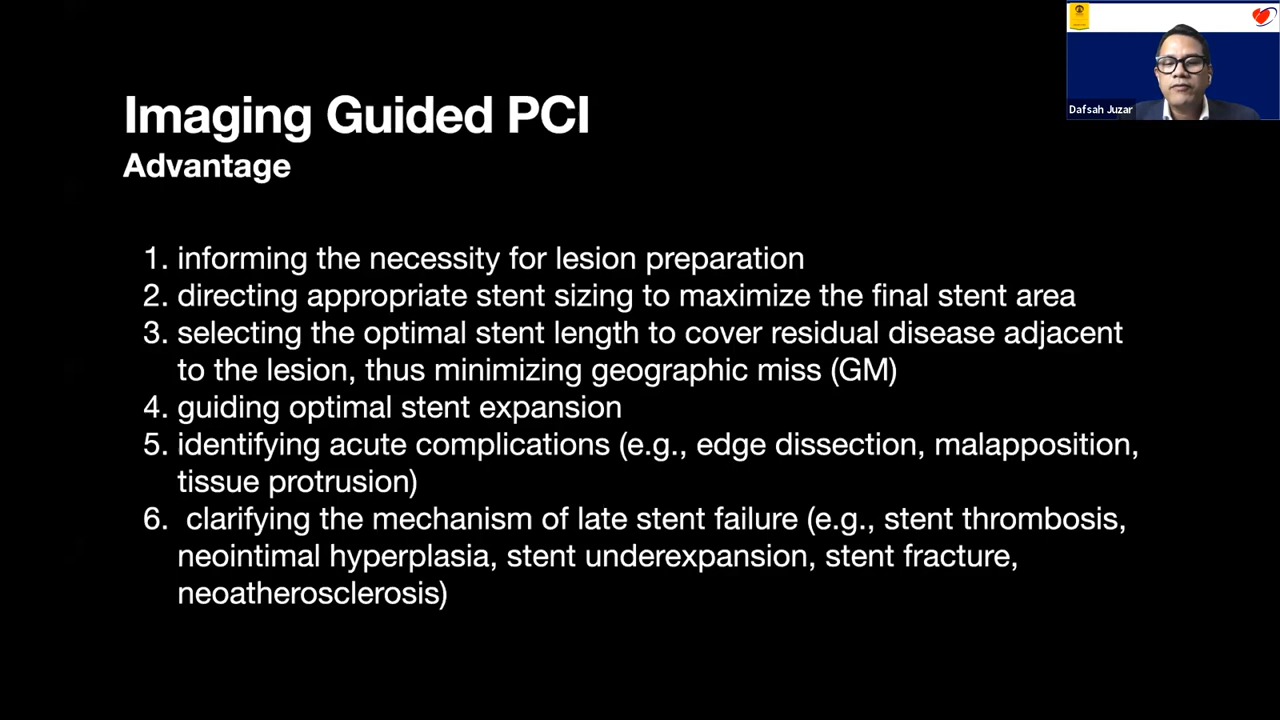 Imaging Guided PCI
Advantage
1. informing the necessity for lesion preparation
2. directing appropriate stent sizing to maximize the final stent area
3. selecting the optimal stent length to cover residual disease adjacent
to the lesion, thus minimizing geographic miss (GM)
4. guiding optimal stent expansion
5. identifying acute complications (e.g., edge dissection, malapposition,
tissue protrusion)
6. clarifying the mechanism of late stent failure (e.g., stent thrombosis,
neointimal hyperplasia, stent underexpansion, stent fracture,
neoatherosclerosis)
Dafsah Juzar